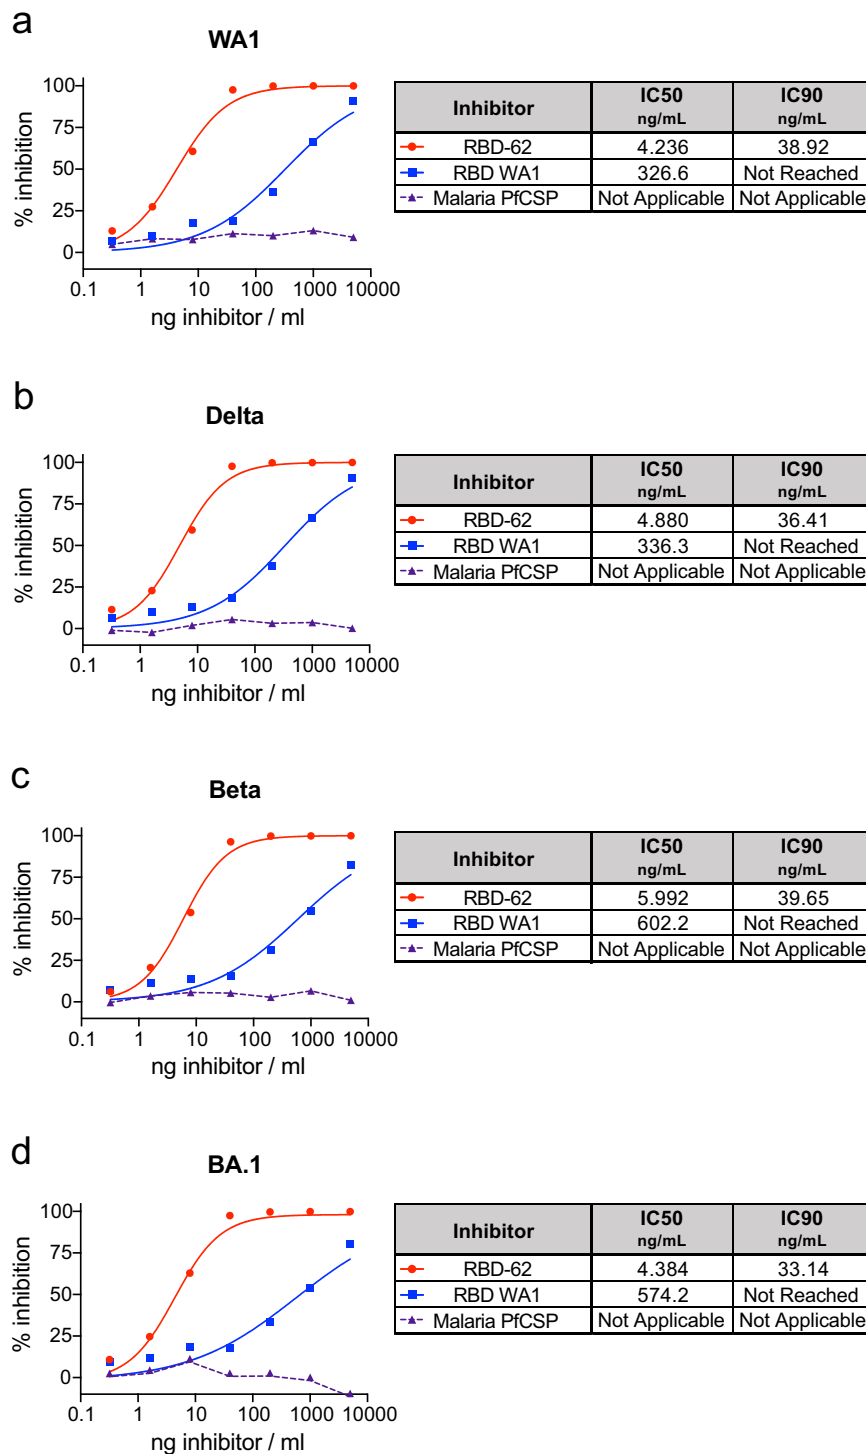 a
WA1
100
75
50
25
0
% inhibition
0.1 1 10 100 1000 10000
ng inhibitor / ml
Inhibitor IC50 ng/mL IC90 ng/mL
RBD-62 4.236 38.92
RBD WA1 326.6 Not Reached
Malaria PfCSP Not Applicable Not Applicable
b
Delta
100
75
50
25
0
% inhibition
0.1 1 10 100 1000 10000
ng inhibitor / ml
Inhibitor IC50 ng/mL IC90 ng/mL
RBD-62 4.880 36.41
RBD WA1 336.3 Not Reached
Malaria PfCSP Not Applicable Not Applicable
c
Beta
100
75
50
25
0
% inhibition
0.1 1 10 100 1000 10000
ng inhibitor / ml
Inhibitor IC50 ng/mL IC90 ng/mL
RBD-62 5.992 39.65
RBD WA1 602.2 Not Reached
Malaria PfCSP Not Applicable Not Applicable
d
BA.1
100
75
50
25
0
% inhibition
0.1 1 10 100 1000 10000
ng inhibitor / ml
Inhibitor IC50 ng/mL IC90 ng/mL
RBD-62 4.384 33.14
RBD WA1 574.2 Not Reached
Malaria PfCSP Not Applicable Not Applicable